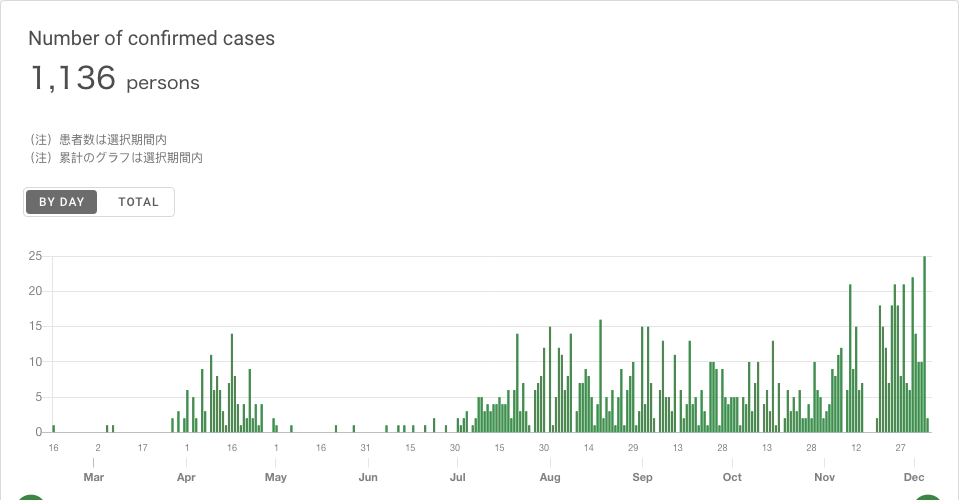 Number of confirmed cases
1,136 persons
（注）患者数は選択期間内
（注）累計のグラフは選択期間内
BY DAY TOTAL
25
20
15
10
5
0
16 2 17 1 16 1 16 31 15 30 15 30 14 29 13 28 13 28 12 27
Mar Apr May Jun Jul Aug Sep Oct Nov Dec